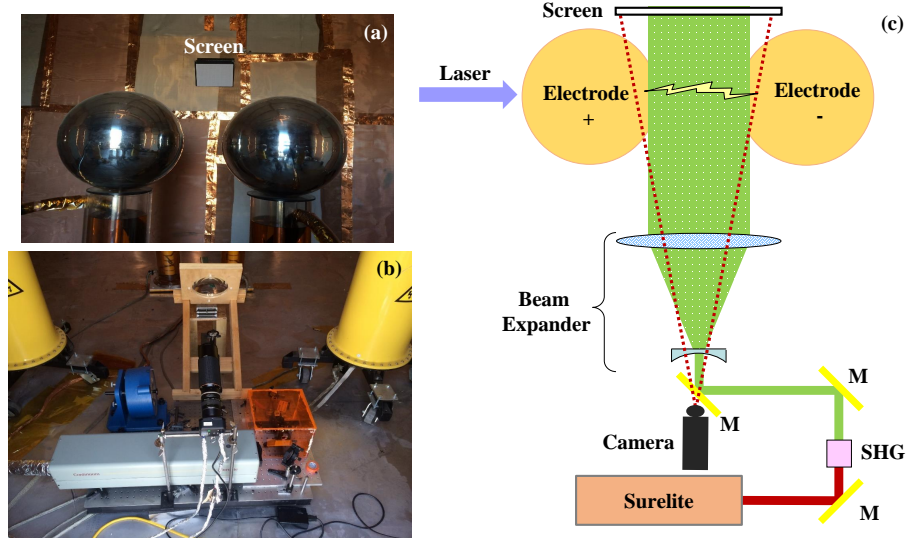 (a)
Screen
(b)
(c)
Screen
Laser
Electrode
+
Electrode
-
Beam
Expander
M
M
Camera
SHG
Surelite
M